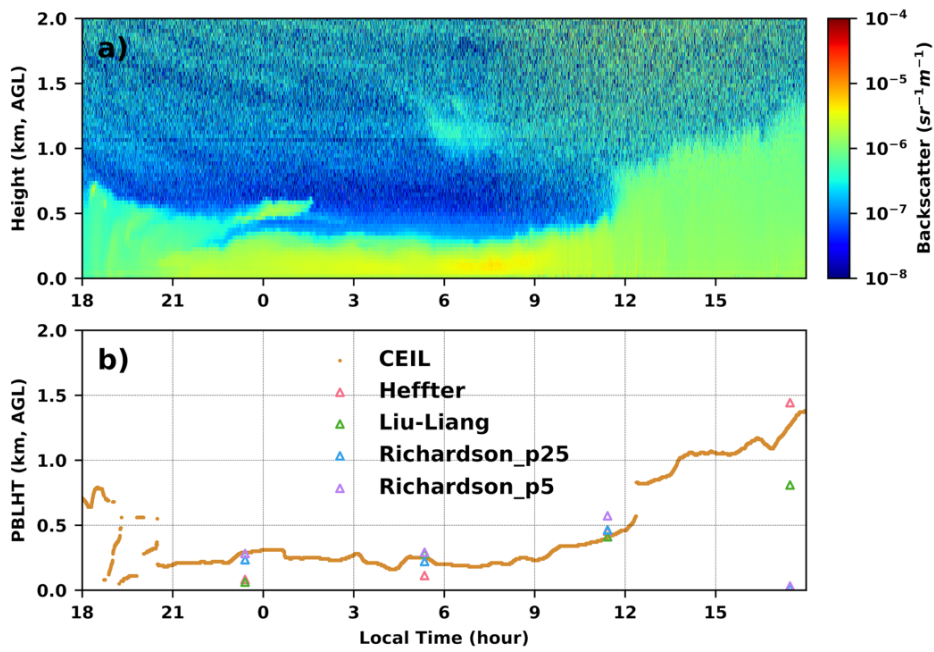 2.0
a)
1.5
1.0
0.5
0.0
Height (km, AGL)
18 21 0 3 6 9 12 15
10⁻⁴
10⁻⁵
10⁻⁶
10⁻⁷
10⁻⁸
Backscatter (sr⁻¹m⁻¹)
2.0
b)
1.5
1.0
0.5
0.0
PBLHT (km, AGL)
CEIL
Heffter
Liu-Liang
Richardson_p25
Richardson_p5
18 21 0 3 6 9 12 15
Local Time (hour)